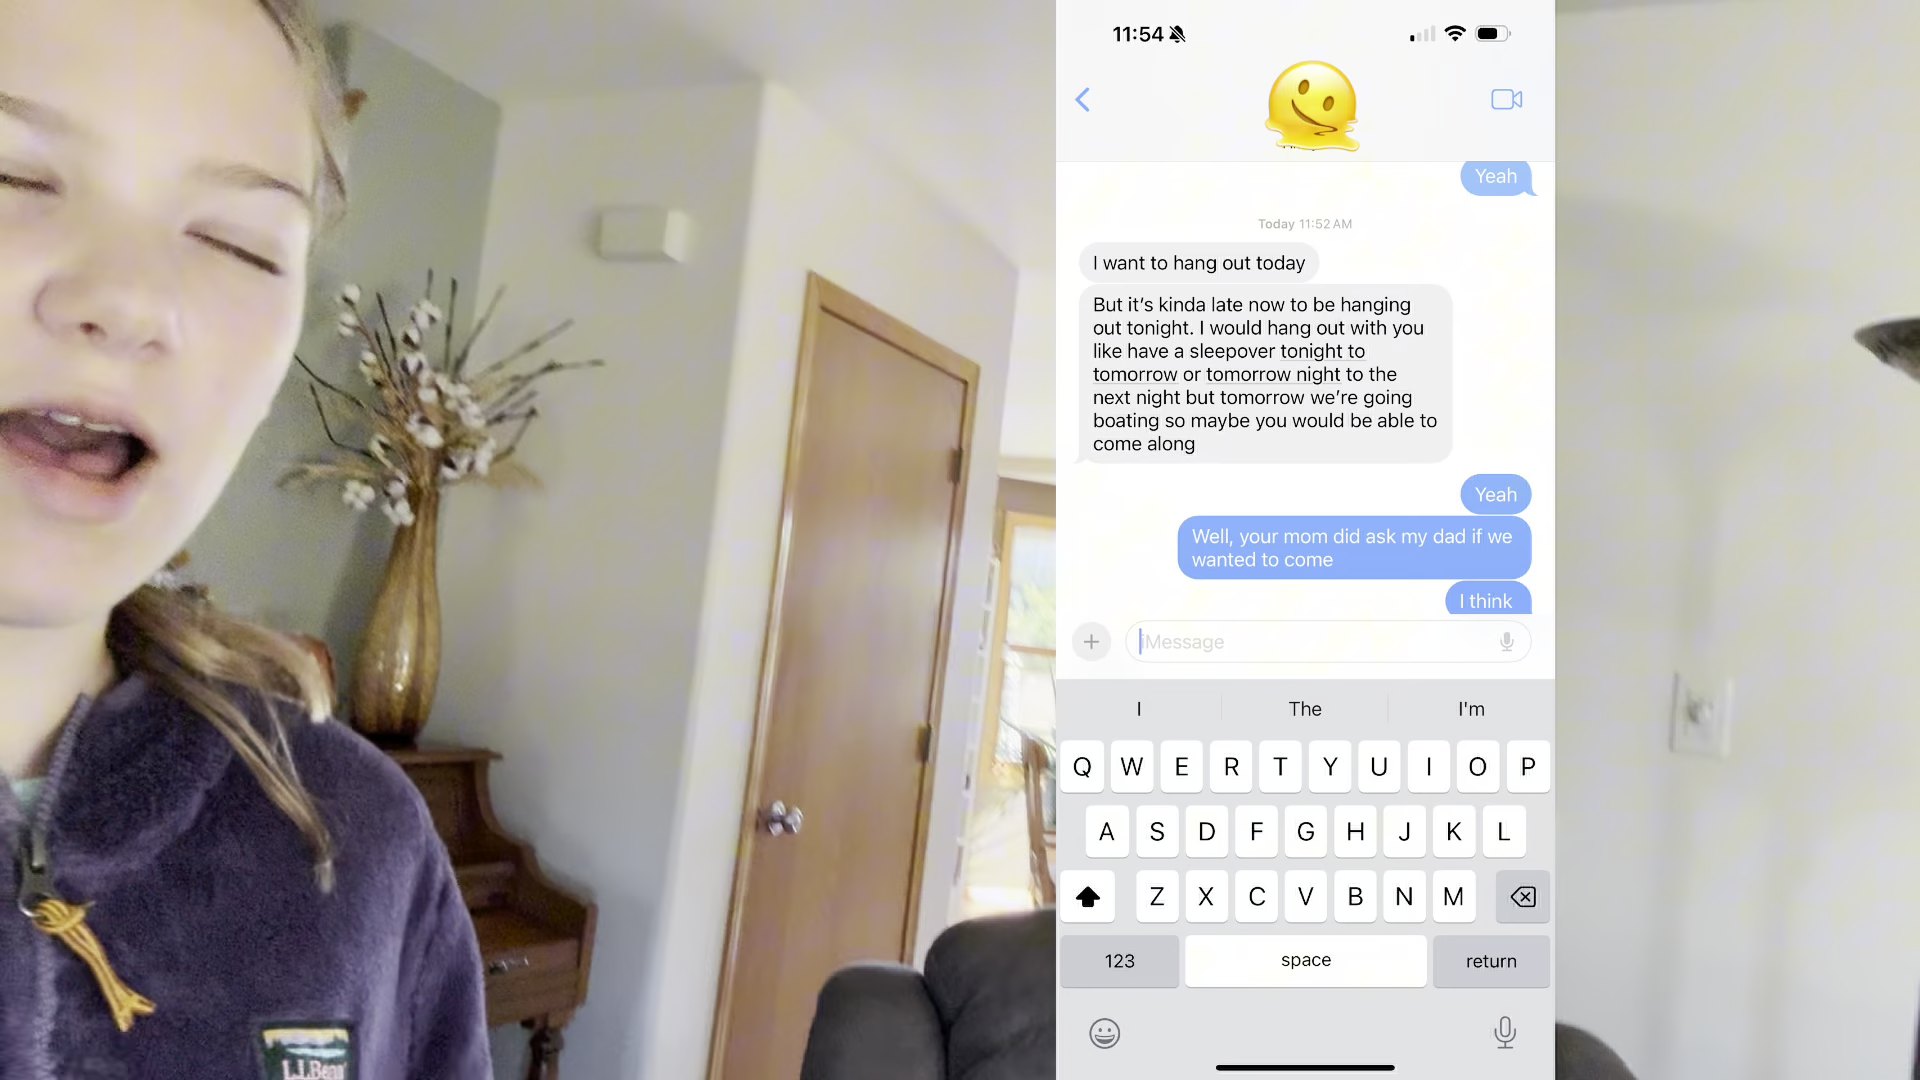 11:54
Yeah
Today 11:52 AM
I want to hang out today
But it’s kinda late now to be hanging
out tonight. I would hang out with you
like have a sleepover tonight to
tomorrow or tomorrow night to the
next night but tomorrow we’re going
boating so maybe you would be able to
come along
Yeah
Well, your mom did ask my dad if we
wanted to come
I think
iMessage
I The I'm
Q W E R T Y U I O P
A S D F G H J K L
Z X C V B N M
123 space return
L.L.Bean